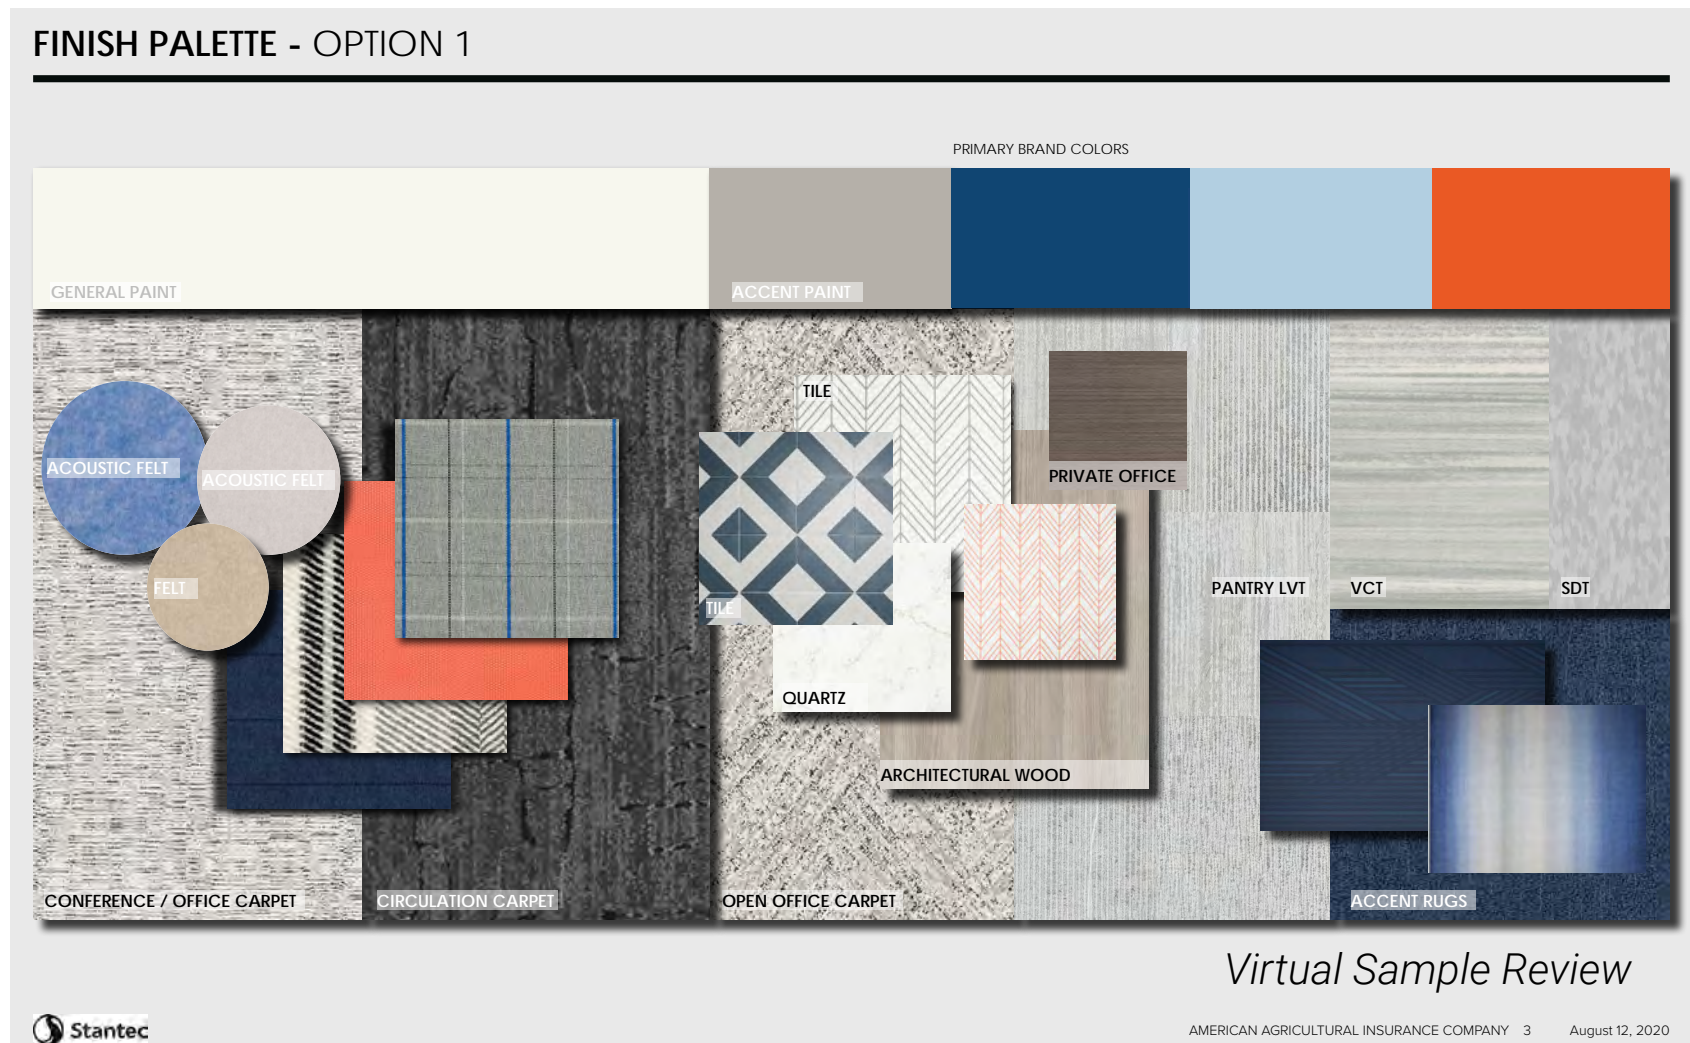 FINISH PALETTE - OPTION 1
PRIMARY BRAND COLORS
GENERAL PAINT
ACCENT PAINT
TILE
ACOUSTIC FELT
ACOUSTIC FELT
PRIVATE OFFICE
FELT
TILE
PANTRY LVT
VCT
SDT
QUARTZ
ARCHITECTURAL WOOD
CONFERENCE / OFFICE CARPET
CIRCULATION CARPET
OPEN OFFICE CARPET
ACCENT RUGS
Virtual Sample Review
Stantec
AMERICAN AGRICULTURAL INSURANCE COMPANY 3 August 12, 2020